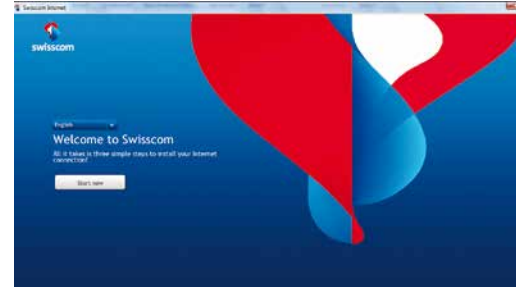 Swisscom Internet
swisscom
English
Welcome to Swisscom
All it takes is three simple steps to install your Internet
connection!
Start now